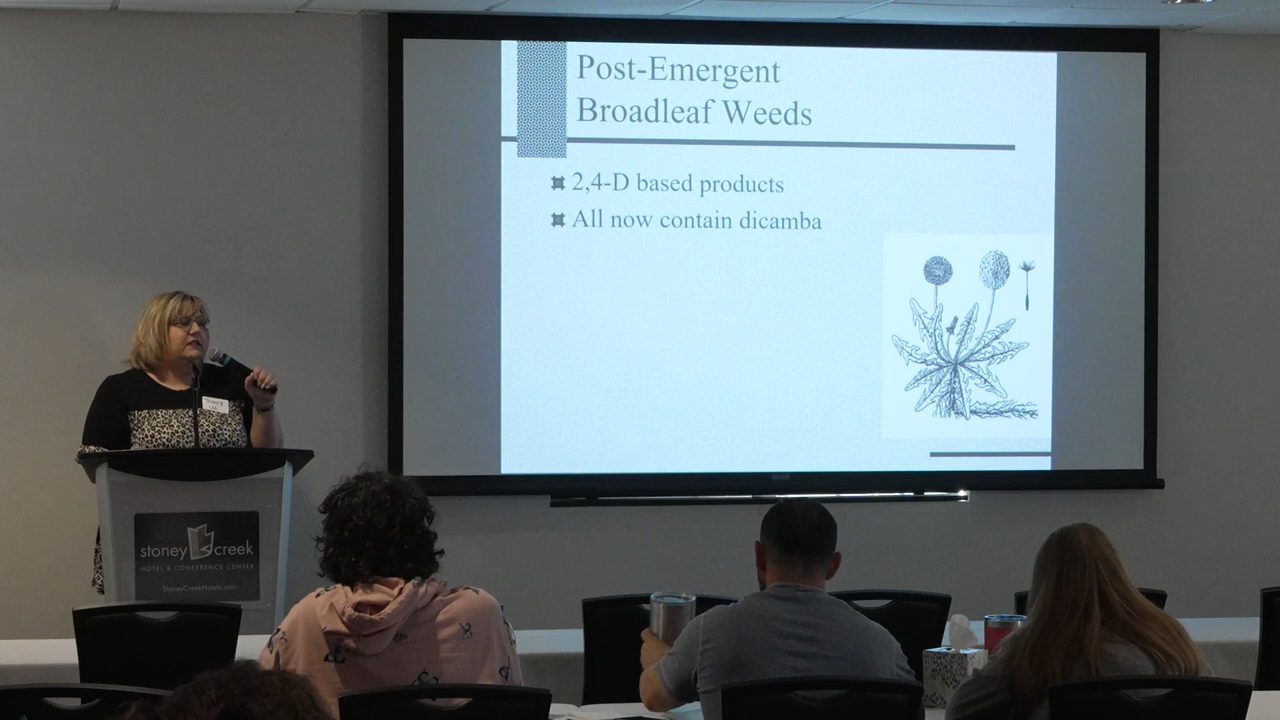 Post-Emergent
Broadleaf Weeds
2,4-D based products
All now contain dicamba
stoney creek
HOTEL & CONFERENCE CENTER
StoneyCreekHotels.com